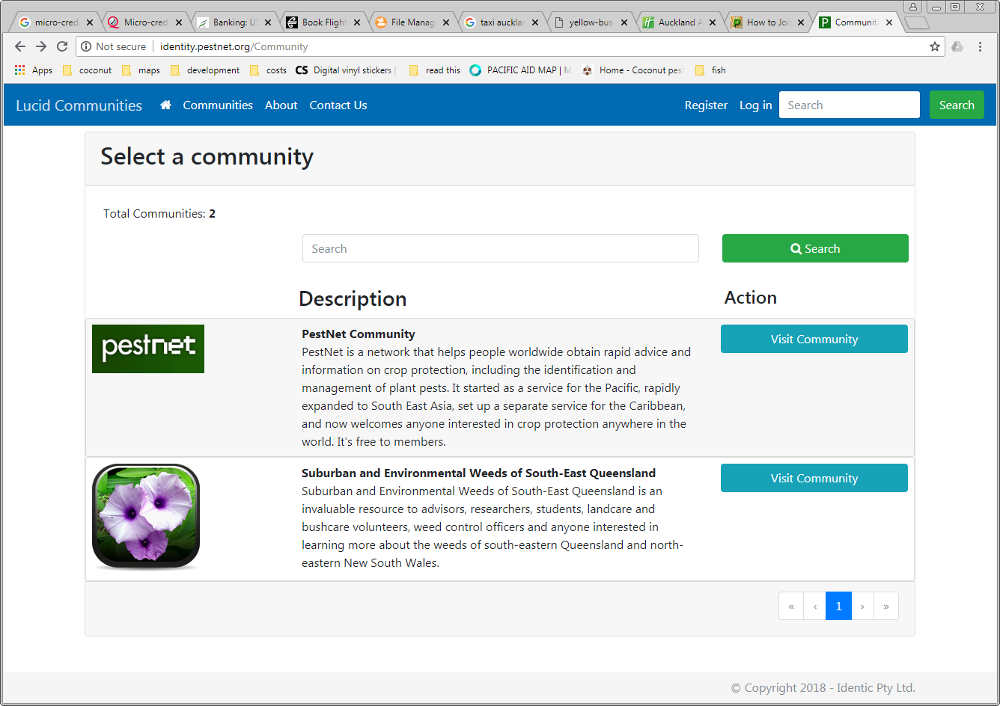 micro-cred
Micro-cred
Banking: US
Book Flight
File Manag
taxi aucklan
yellow-bus
Auckland A
How to Joi
Communiti
Not secure
identity.pestnet.org/Community
Apps
coconut
maps
development
costs
CS Digital vinyl stickers |
read this
PACIFIC AID MAP | M
Home - Coconut pest
fish
Lucid Communities
Communities
About
Contact Us
Register
Log in
Search
Search
Select a community
Total Communities: 2
Search
Search
Description
Action
pestnet
PestNet Community
Visit Community
PestNet is a network that helps people worldwide obtain rapid advice and
information on crop protection, including the identification and
management of plant pests. It started as a service for the Pacific, rapidly
expanded to South East Asia, set up a separate service for the Caribbean,
and now welcomes anyone interested in crop protection anywhere in the
world. It's free to members.
Suburban and Environmental Weeds of South-East Queensland
Visit Community
Suburban and Environmental Weeds of South-East Queensland is an
invaluable resource to advisors, researchers, students, landcare and
bushcare volunteers, weed control officers and anyone interested in
learning more about the weeds of south-eastern Queensland and north-
eastern New South Wales.
« ‹ 1 › »
© Copyright 2018 - Identic Pty Ltd.